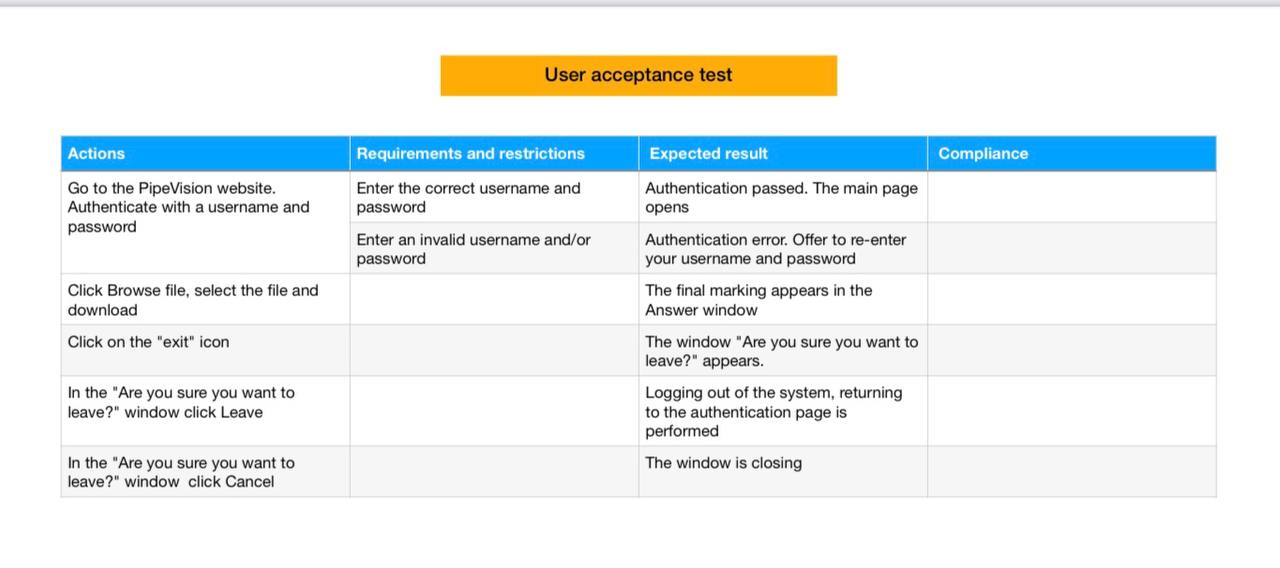 User acceptance test
Actions
Requirements and restrictions
Expected result
Compliance
Go to the PipeVision website.
Authenticate with a username and
password
Enter the correct username and
password
Authentication passed. The main page
opens
Enter an invalid username and/or
password
Authentication error. Offer to re-enter
your username and password
Click Browse file, select the file and
download
The final marking appears in the
Answer window
Click on the "exit" icon
The window "Are you sure you want to
leave?" appears.
In the "Are you sure you want to
leave?" window click Leave
Logging out of the system, returning
to the authentication page is
performed
In the "Are you sure you want to
leave?" window  click Cancel
The window is closing